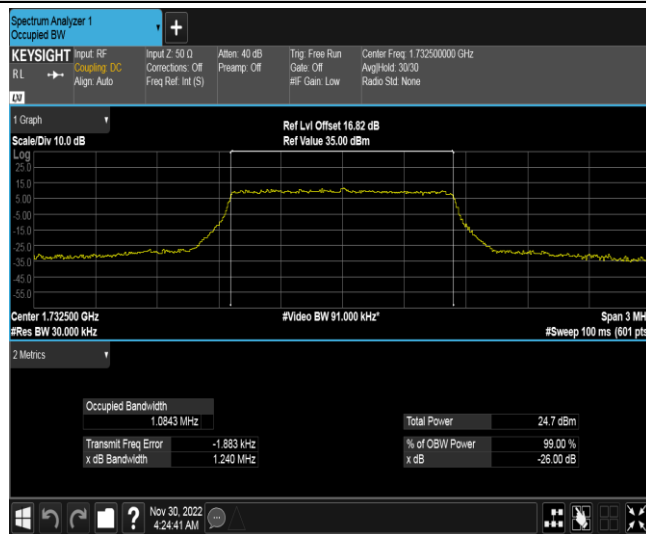 Spectrum Analyzer 1
Occupied BW
+
KEYSIGHT
RL
Input: RF
Coupling: DC
Align: Auto
Input Z: 50 Ω
Corrections: Off
Freq Ref: Int (S)
Atten: 40 dB
Preamp: Off
Trig: Free Run
Gate: Off
#IF Gain: Low
Center Freq: 1.732500000 GHz
Avg|Hold: 30/30
Radio Std: None
1 Graph
Scale/Div 10.0 dB
Ref Lvl Offset 16.82 dB
Ref Value 35.00 dBm
Log
25.0
15.0
5.00
-5.00
-15.0
-25.0
-35.0
-45.0
-55.0
Center 1.732500 GHz
#Video BW 91.000 kHz*
Span 3 MH
#Res BW 30.000 kHz
#Sweep 100 ms (601 pts
2 Metrics
Occupied Bandwidth
1.0843 MHz
Total Power 24.7 dBm
Transmit Freq Error -1.883 kHz
% of OBW Power 99.00 %
x dB Bandwidth 1.240 MHz
x dB -26.00 dB
?
Nov 30, 2022
4:24:41 AM